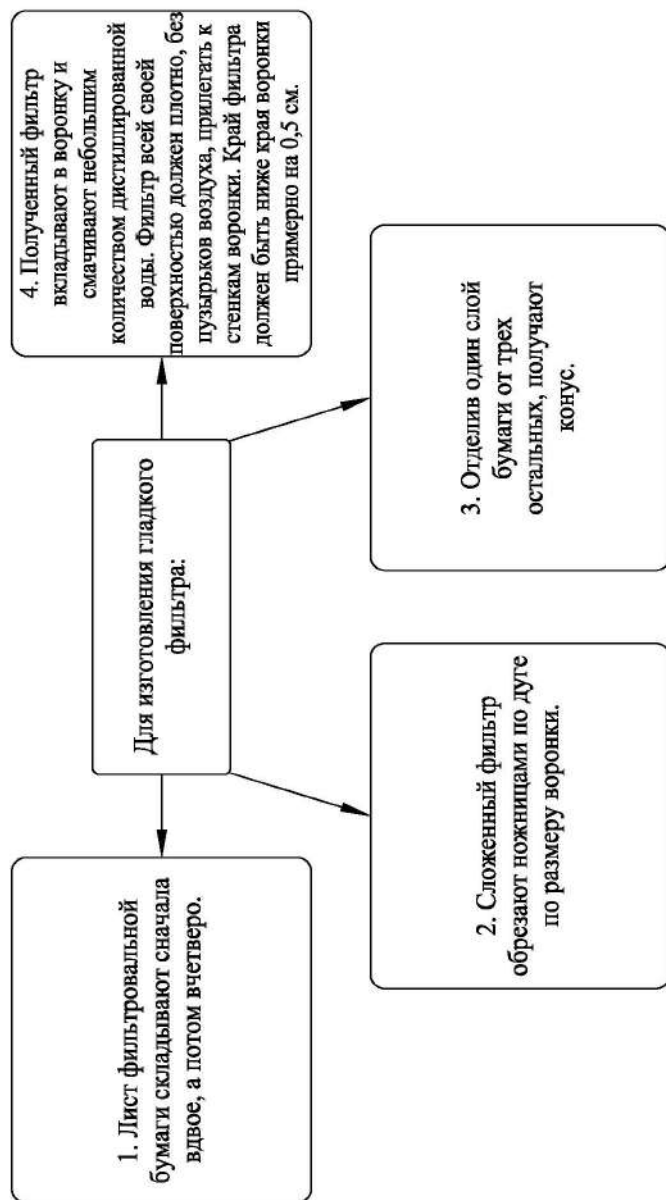 Для изготовления гладкого
фильтра:
1. Лист фильтровальной
бумаги складывают сначала
вдвое, а потом вчетверо.
2. Сложенный фильтр
обрезают ножницами по дуге
по размеру воронки.
3. Отделив один слой
бумаги от трех
остальных, получают
конус.
4. Полученный фильтр
вкладывают в воронку и
смачивают небольшим
количеством дистиллированной
воды. Фильтр всей своей
поверхностью должен плотно, без
пузырьков воздуха, прилегать к
стенкам воронки. Край фильтра
должен быть ниже края воронки
примерно на 0,5 см.